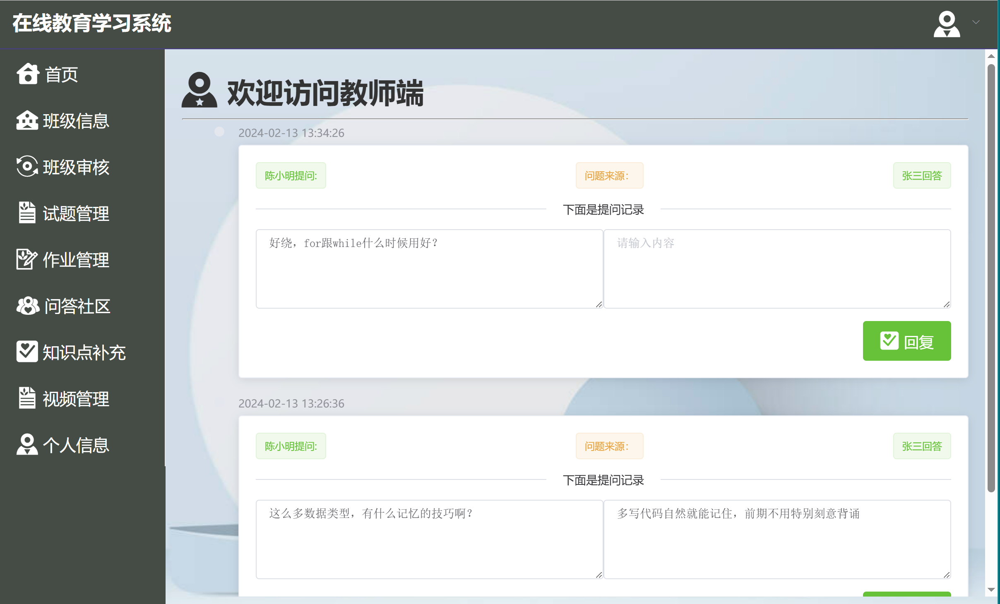 在线教育学习系统
首页
班级信息
班级审核
试题管理
作业管理
问答社区
知识点补充
视频管理
个人信息
欢迎访问教师端
2024-02-13 13:34:26
陈小明提问:
问题来源：
张三回答
下面是提问记录
好绕，for跟while什么时候用好？
请输入内容
回复
2024-02-13 13:26:36
陈小明提问:
问题来源：
张三回答
下面是提问记录
这么多数据类型，有什么记忆的技巧啊？
多写代码自然就能记住，前期不用特别刻意背诵